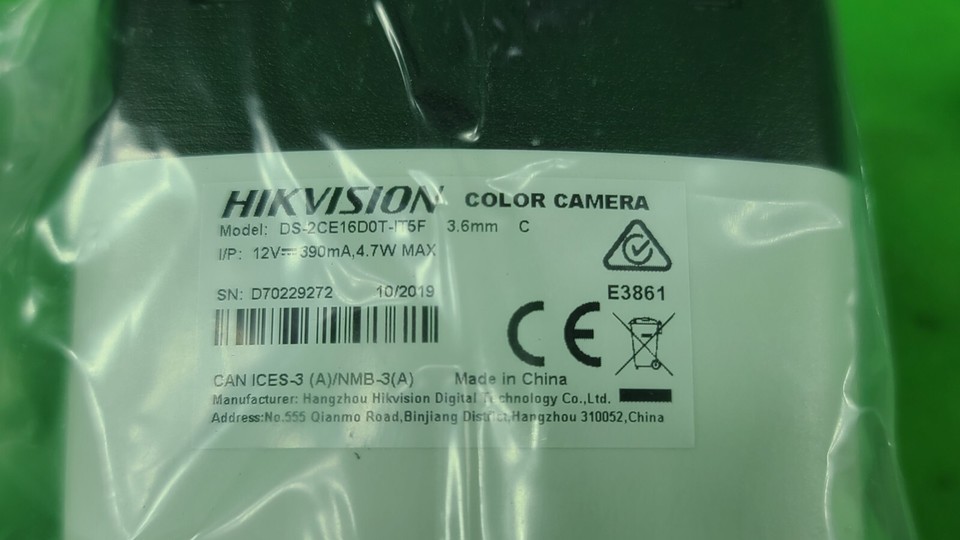 HIKVISION COLOR CAMERA
Model: DS-2CE16D0T-IT5F 3.6mm C
I/P: 12V⎓390mA,4.7W MAX
SN: D70229272 10/2019
E3861
CE
CAN ICES-3 (A)/NMB-3(A) Made in China
Manufacturer: Hangzhou Hikvision Digital Technology Co.,Ltd.
Address:No.555 Qianmo Road,Binjiang District,Hangzhou 310052,China